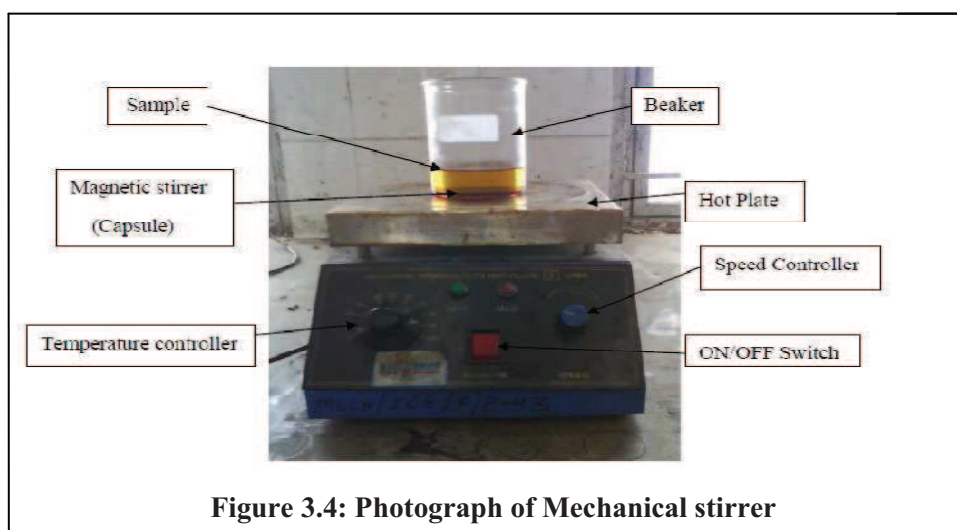 Sample
Beaker
Magnetic stirrer
(Capsule)
Hot Plate
Speed Controller
Temperature controller
ON/OFF Switch
SPEED
Figure 3.4: Photograph of Mechanical stirrer